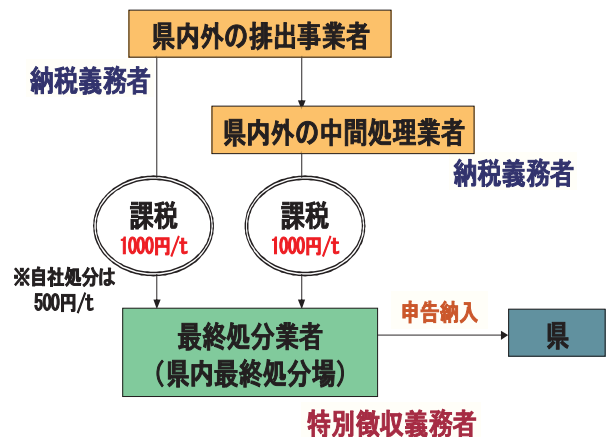 県内外の排出事業者
納税義務者
県内外の中間処理業者
納税義務者
課税
1000円/t
課税
1000円/t
※自社処分は
500円/t
最終処分業者
（県内最終処分場）
申告納入
県
特別徴収義務者